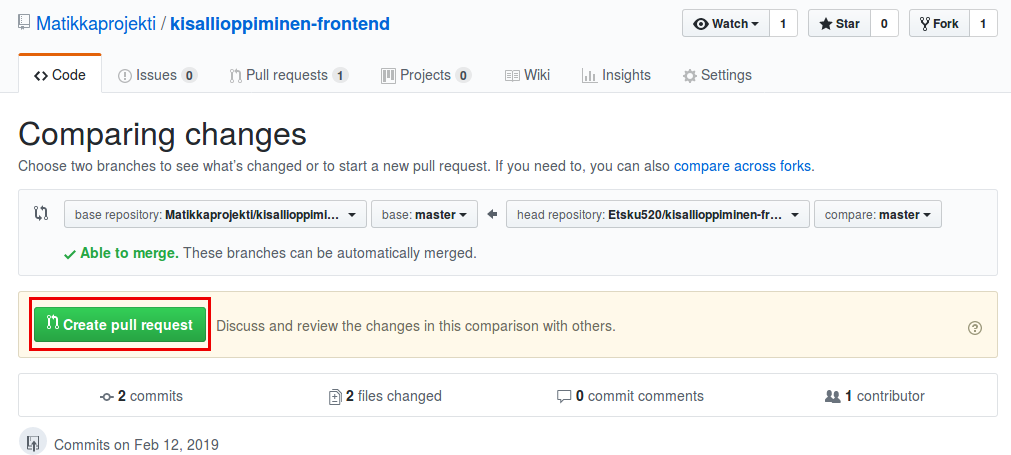 Matikkaprojekti / kisallioppiminen-frontend Watch 1 Star 0 Fork 1
Code Issues 0 Pull requests 1 Projects 0 Wiki Insights Settings
Comparing changes
Choose two branches to see what's changed or to start a new pull request. If you need to, you can also compare across forks.
base repository: Matikkaprojekti/kisallioppimi... base: master head repository: Etsku520/kisallioppiminen-fr... compare: master
Able to merge. These branches can be automatically merged.
Create pull request Discuss and review the changes in this comparison with others.
2 commits 2 files changed 0 commit comments 1 contributor
Commits on Feb 12, 2019